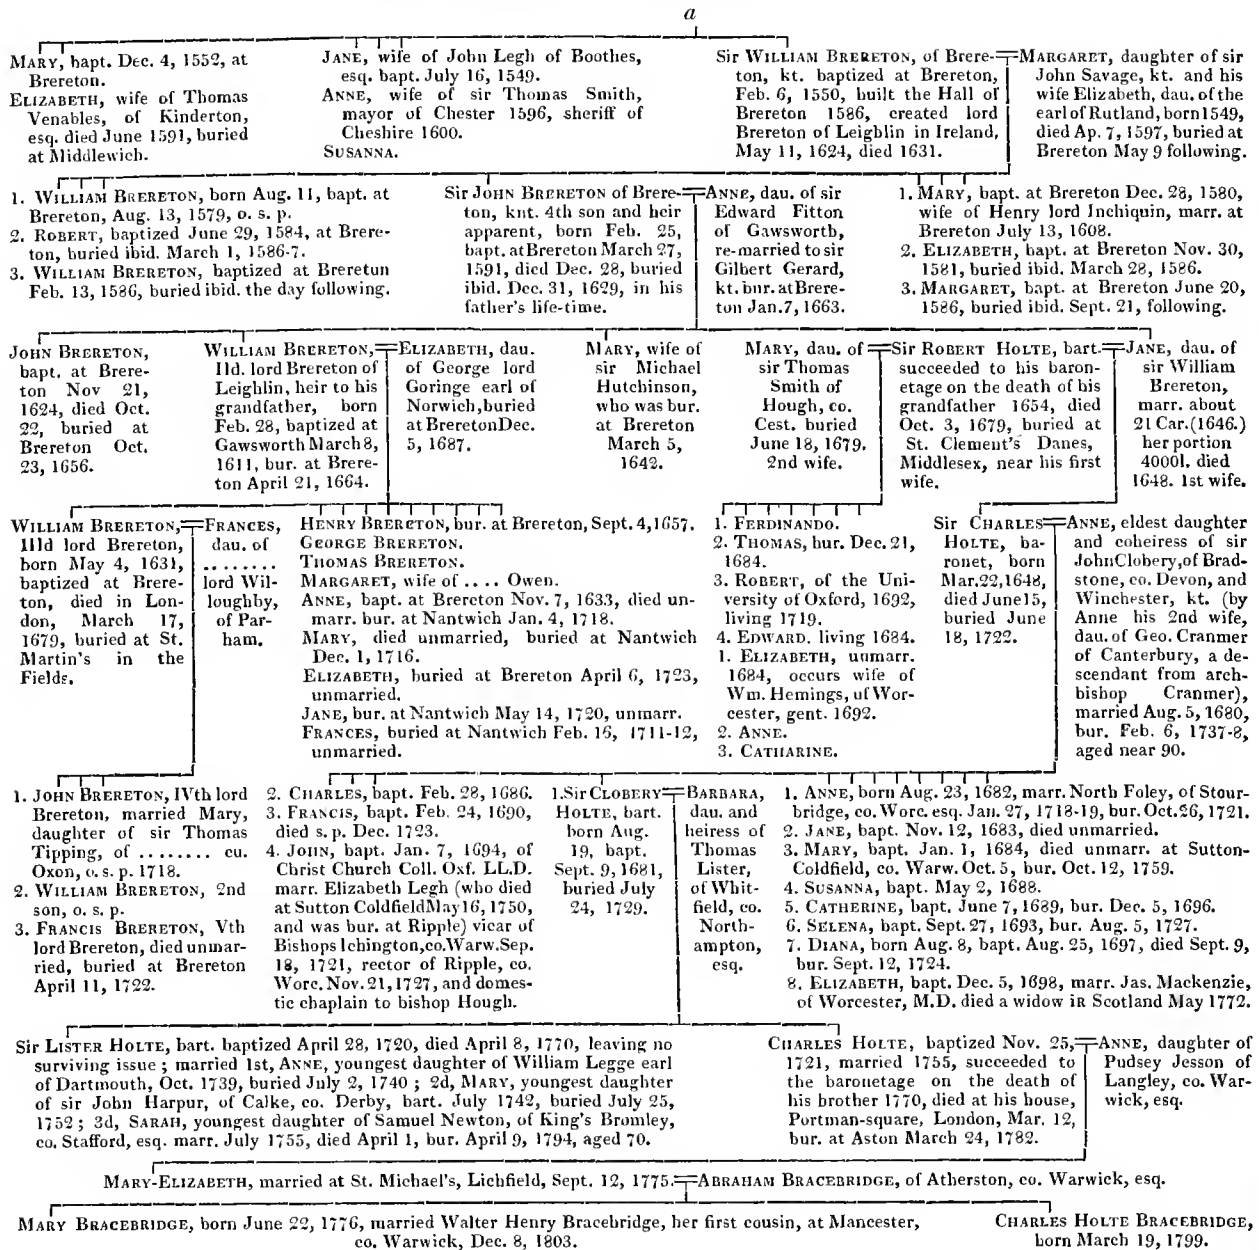 a
MARY, bapt. Dec. 4, 1552, at
Brereton.
ELIZABETH, wife of Thomas
Venables, of Kinderton,
esq. died June 1591, buried
at Middlewich.
JANE, wife of John Legh of Boothes,
esq. bapt. July 16, 1549.
ANNE, wife of sir Thomas Smith,
mayor of Chester 1596, sheriff of
Cheshire 1600.
SUSANNA.
Sir WILLIAM BRERETON, of Brere-
ton, kt. baptized at Brereton,
Feb. 6, 1550, built the Hall of
Brereton 1586, created lord
Brereton of Leighlin in Ireland,
May 11, 1624, died 1631.
MARGARET, daughter of sir
John Savage, kt. and his
wife Elizabeth, dau. of the
earl of Rutland, born 1549,
died Ap. 7, 1597, buried at
Brereton May 9 following.
1. WILLIAM BRERETON, born Aug. 11, bapt. at
Brereton, Aug. 13, 1579, o. s. p.
2. ROBERT, baptized June 29, 1584, at Brere-
ton, buried ibid. March 1, 1586-7.
3. WILLIAM BRERETON, baptized at Brereton
Feb. 13, 1586, buried ibid. the day following.
Sir JOHN BRERETON of Brere-
ton, knt. 4th son and heir
apparent, born Feb. 25,
bapt. at Brereton March 27,
1591, died Dec. 28, buried
ibid. Dec. 31, 1629, in his
father's life-time.
ANNE, dau. of sir
Edward Fitton
of Gawsworth,
re-married to sir
Gilbert Gerard,
kt. bur. at Brere-
ton Jan. 7, 1663.
1. MARY, bapt. at Brereton Dec. 28, 1580,
wife of Henry lord Inchiquin, marr. at
Brereton July 13, 1608.
2. ELIZABETH, bapt. at Brereton Nov. 30,
1581, buried ibid. March 28, 1586.
3. MARGARET, bapt. at Brereton June 20,
1586, buried ibid. Sept. 21, following.
JOHN BRERETON,
bapt. at Brere-
ton Nov 21,
1624, died Oct.
22, buried at
Brereton Oct.
23, 1656.
WILLIAM BRERETON,
IId. lord Brereton of
Leighlin, heir to his
grandfather, born
Feb. 28, baptized at
Gawsworth March 8,
1611, bur. at Brere-
ton April 21, 1664.
ELIZABETH, dau.
of George lord
Goringe earl of
Norwich, buried
at Brereton Dec.
5, 1687.
MARY, wife of
sir Michael
Hutchinson,
who was bur.
at Brereton
March 5,
1642.
MARY, dau. of
sir Thomas
Smith of
Hough, co.
Cest. buried
June 18, 1679.
2nd wife.
Sir ROBERT HOLTE, bart.
succeeded to his baron-
etage on the death of his
grandfather 1654, died
Oct. 3, 1679, buried at
St. Clement's Danes,
Middlesex, near his first
wife.
JANE, dau. of
sir William
Brereton,
marr. about
21 Car. (1646.)
her portion
4000l. died
1648. 1st wife.
WILLIAM BRERETON,
IIId lord Brereton,
born May 4, 1631,
baptized at Brere-
ton, died in Lon-
don, March 17,
1679, buried at St.
Martin's in the
Fields.
FRANCES,
dau. of
........
lord Wil-
loughby,
of Par-
ham.
HENRY BRERETON, bur. at Brereton, Sept. 4, 1657.
GEORGE BRERETON.
THOMAS BRERETON.
MARGARET, wife of .... Owen.
ANNE, bapt. at Brereton Nov. 7, 1633, died un-
marr. bur. at Nantwich Jan. 4, 1718.
MARY, died unmarried, buried at Nantwich
Dec. 1, 1716.
ELIZABETH, buried at Brereton April 6, 1723,
unmarried.
JANE, bur. at Nantwich May 14, 1720, unmarr.
FRANCES, buried at Nantwich Feb. 16, 1711-12,
unmarried.
1. FERDINANDO.
2. THOMAS, bur. Dec. 21,
1684.
3. ROBERT, of the Uni-
versity of Oxford, 1692,
living 1719.
4. EDWARD. living 1684.
1. ELIZABETH, unmarr.
1684, occurs wife of
Wm. Hemings, of Wor-
cester, gent. 1692.
2. ANNE.
3. CATHARINE.
Sir CHARLES
HOLTE, ba-
ronet, born
Mar. 22, 1648,
died June 15,
buried June
18, 1722.
ANNE, eldest daughter
and coheiress of sir
John Clobery, of Brad-
stone, co. Devon, and
Winchester, kt. (by
Anne his 2nd wife,
dau. of Geo. Cranmer
of Canterbury, a de-
scendant from arch-
bishop Cranmer),
married Aug. 5, 1680,
bur. Feb. 6, 1737-8,
aged near 90.
1. JOHN BRERETON, IVth lord
Brereton, married Mary,
daughter of sir Thomas
Tipping, of ........ co.
Oxon, o. s. p. 1718.
2. WILLIAM BRERETON, 2nd
son, o. s. p.
3. FRANCIS BRERETON, Vth
lord Brereton, died unmar-
ried, buried at Brereton
April 11, 1722.
2. CHARLES, bapt. Feb. 28, 1686.
3. FRANCIS, bapt. Feb. 24, 1690,
died s. p. Dec. 1723.
4. JOHN, bapt. Jan. 7, 1694, of
Christ Church Coll. Oxf. LL.D.
marr. Elizabeth Legh (who died
at Sutton Coldfield May 16, 1750,
and was bur. at Ripple) vicar of
Bishops Ichington, co. Warw. Sep.
18, 1721, rector of Ripple, co.
Worc. Nov. 21, 1727, and domes-
tic chaplain to bishop Hough.
1. Sir CLOBERY
HOLTE, bart.
born Aug.
19, bapt.
Sept. 9, 1681,
buried July
24, 1729.
BARBARA,
dau. and
heiress of
Thomas
Lister,
of Whit-
field, co.
North-
ampton,
esq.
1. ANNE, born Aug. 23, 1682, marr. North Foley, of Stour-
bridge, co. Worc. esq. Jan. 27, 1718-19, bur. Oct. 26, 1721.
2. JANE, bapt. Nov. 12, 1683, died unmarried.
3. MARY, bapt. Jan. 1, 1684, died unmarr. at Sutton-
Coldfield, co. Warw. Oct. 5, bur. Oct. 12, 1759.
4. SUSANNA, bapt. May 2, 1688.
5. CATHERINE, bapt. June 7, 1689, bur. Dec. 5, 1696.
6. SELENA, bapt. Sept. 27, 1693, bur. Aug. 5, 1727.
7. DIANA, born Aug. 8, bapt. Aug. 25, 1697, died Sept. 9,
bur. Sept. 12, 1724.
8. ELIZABETH, bapt. Dec. 5, 1698, marr. Jas. Mackenzie,
of Worcester, M.D. died a widow in Scotland May 1772.
Sir LISTER HOLTE, bart. baptized April 28, 1720, died April 8, 1770, leaving no
surviving issue; married 1st, ANNE, youngest daughter of William Legge earl
of Dartmouth, Oct. 1739, buried July 2, 1740; 2d, MARY, youngest daughter
of sir John Harpur, of Calke, co. Derby, bart. July 1742, buried July 25,
1752; 3d, SARAH, youngest daughter of Samuel Newton, of King's Bromley,
co. Stafford, esq. marr. July 1755, died April 1, bur. April 9, 1794, aged 70.
CHARLES HOLTE, baptized Nov. 25,
1721, married 1755, succeeded to
the baronetage on the death of
his brother 1770, died at his house,
Portman-square, London, Mar. 12,
bur. at Aston March 24, 1782.
ANNE, daughter of
Pudsey Jesson of
Langley, co. War-
wick, esq.
MARY-ELIZABETH, married at St. Michael's, Lichfield, Sept. 12, 1775.
ABRAHAM BRACEBRIDGE, of Atherston, co. Warwick, esq.
MARY BRACEBRIDGE, born June 22, 1776, married Walter Henry Bracebridge, her first cousin, at Mancester,
co. Warwick, Dec. 8, 1803.
CHARLES HOLTE BRACEBRIDGE,
born March 19, 1799.